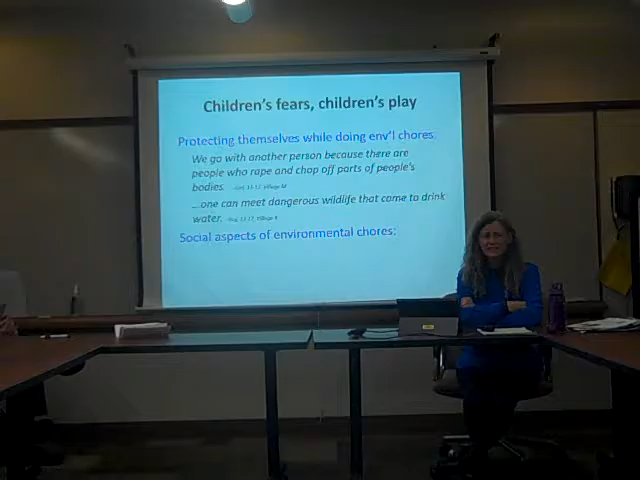 Children's fears, children's play
Protecting themselves while doing env'l chores:
We go with another person because there are
people who rape and chop off parts of people's
bodies.
...one can meet dangerous wildlife that come to drink
water.
Social aspects of environmental chores: